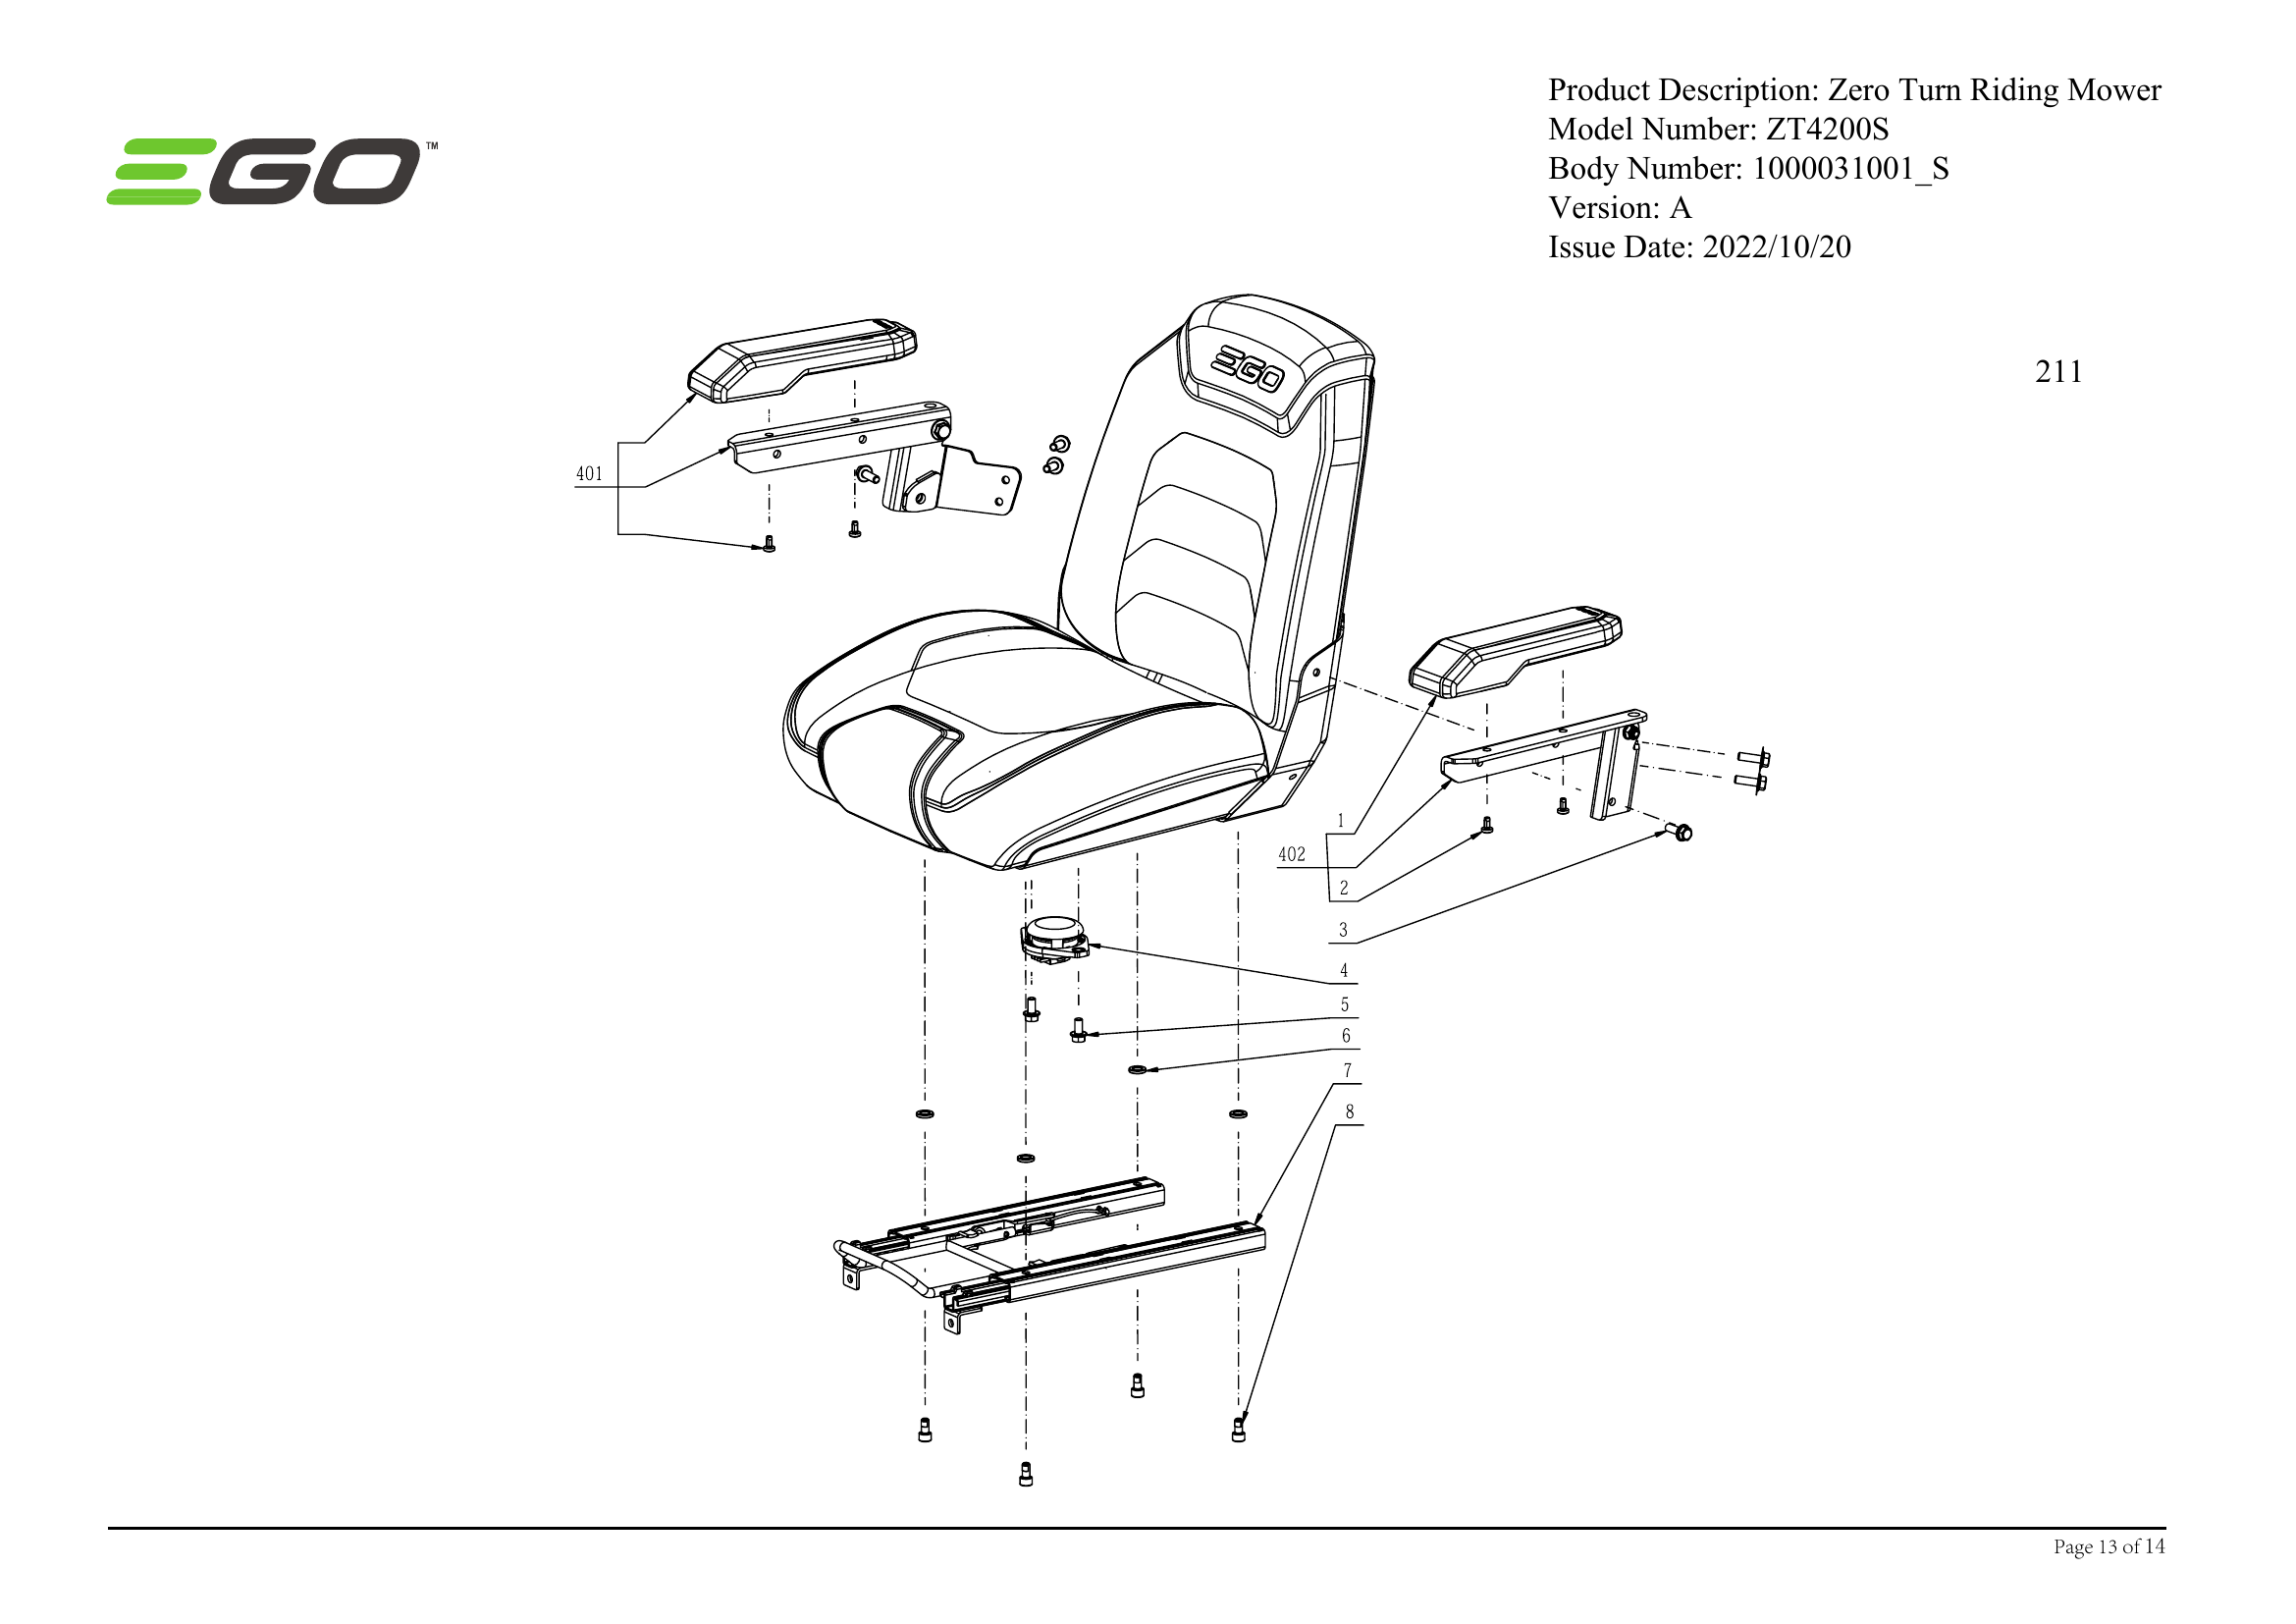 Product Description: Zero Turn Riding Mower
EGO™
Model Number: ZT4200S
Body Number: 1000031001_S
Version: A
Issue Date: 2022/10/20
211
EGO
401
1
402
2
3
4
5
6
7
8
Page 13 of 14